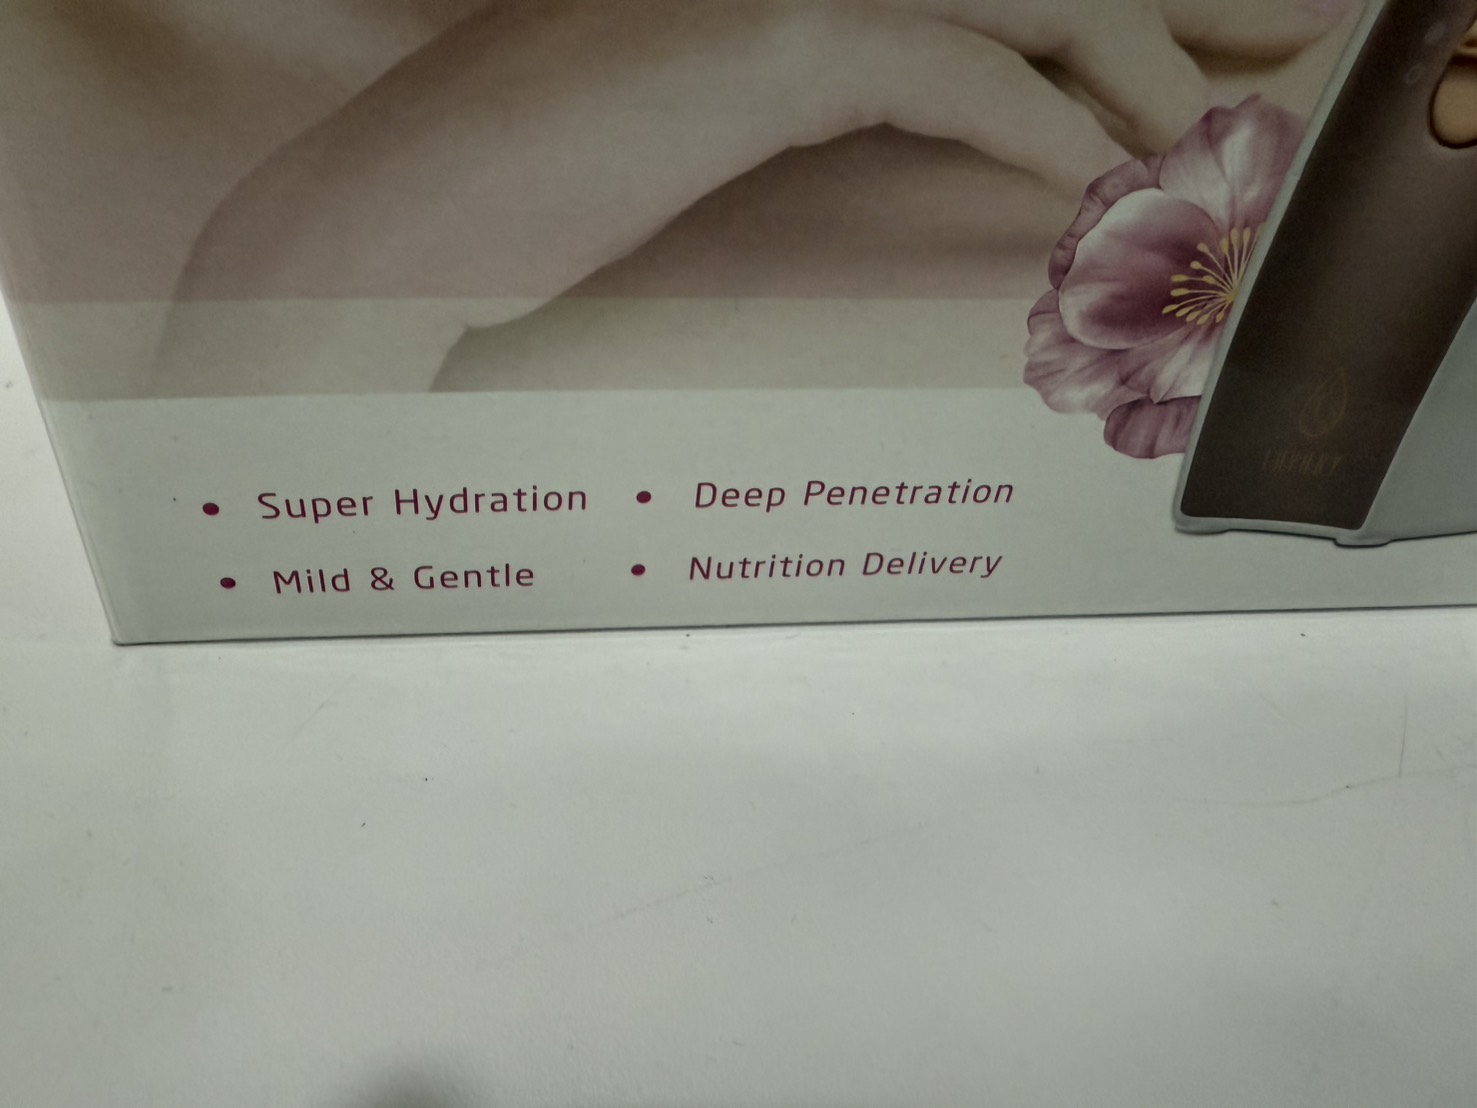 • Super Hydration • Deep Penetration
• Mild & Gentle • Nutrition Delivery